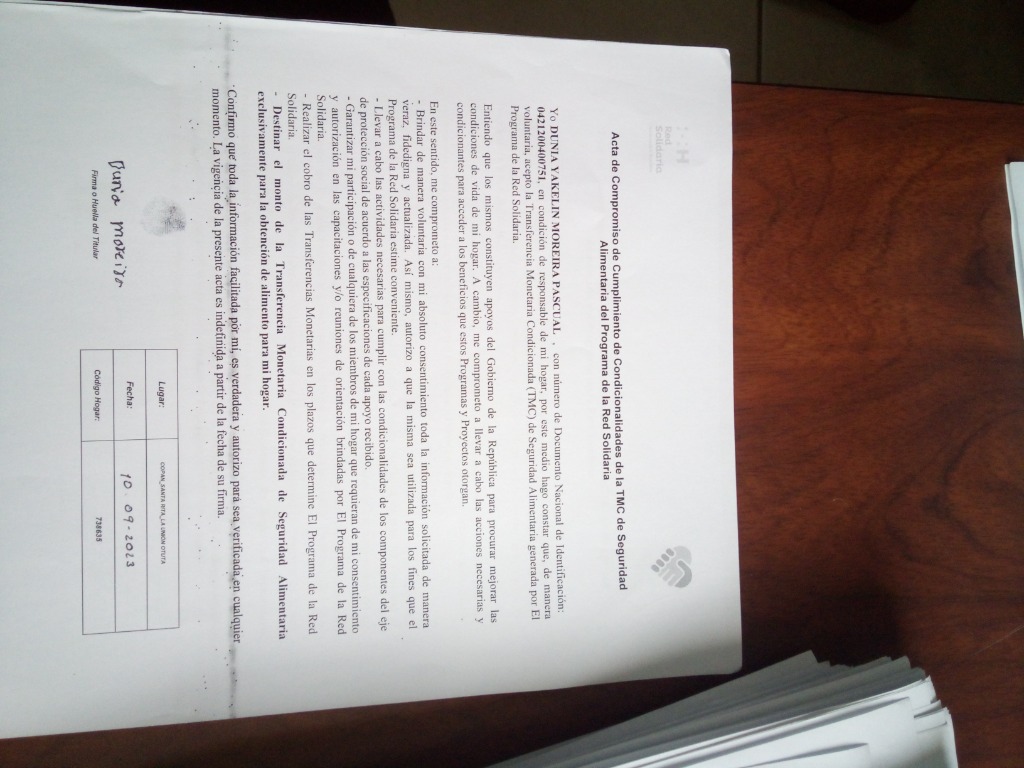 Red
Solidaria
Acta de Compromiso de Cumplimiento de Condicionalidades de la TMC de Seguridad
Alimentaria del Programa de la Red Solidaria
Yo DUNIA YAKELIN MOREIRA PASCUAL , con número de Documento Nacional de Identificación:
0421200400751, en condición de responsable de mi hogar, por este medio hago constar que, de manera
voluntaria, acepto la Transferencia Monetaria Condicionada (TMC) de Seguridad Alimentaria generada por El
Programa de la Red Solidaria.
Entiendo que los mismos constituyen apoyos del Gobierno de la República para procurar mejorar las
condiciones de vida de mi hogar. A cambio, me comprometo a llevar a cabo las acciones necesarias y
condicionantes para acceder a los beneficios que estos Programas y Proyectos otorgan.
En este sentido, me comprometo a:
- Brindar de manera voluntaria con mi absoluto consentimiento toda la información solicitada de manera
veraz, fidedigna y actualizada. Así mismo, autorizo a que la misma sea utilizada para los fines que el
Programa de la Red Solidaria estime conveniente.
- Llevar a cabo las actividades necesarias para cumplir con las condicionalidades de los componentes del eje
de protección social de acuerdo a las especificaciones de cada apoyo recibido.
- Garantizar mi participación o de cualquiera de los miembros de mi hogar que requieran de mi consentimiento
y autorización en las capacitaciones y/o reuniones de orientación brindadas por El Programa de la Red
Solidaria.
- Realizar el cobro de las Transferencias Monetarias en los plazos que determine El Programa de la Red
Solidaria.
- Destinar el monto de la Transferencia Monetaria Condicionada de Seguridad Alimentaria
exclusivamente para la obtención de alimento para mi hogar.
Confirmo que toda la información facilitada por mí, es verdadera y autorizo para sea verificada en cualquier
momento. La vigencia de la presente acta es indefinida a partir de la fecha de su firma.
Dunia moreira
Firma o Huella del Titular
Lugar: COPAN_SANTA RITA_LA UNION OTUTA
Fecha: 10-09-2023
Código Hogar: 738635